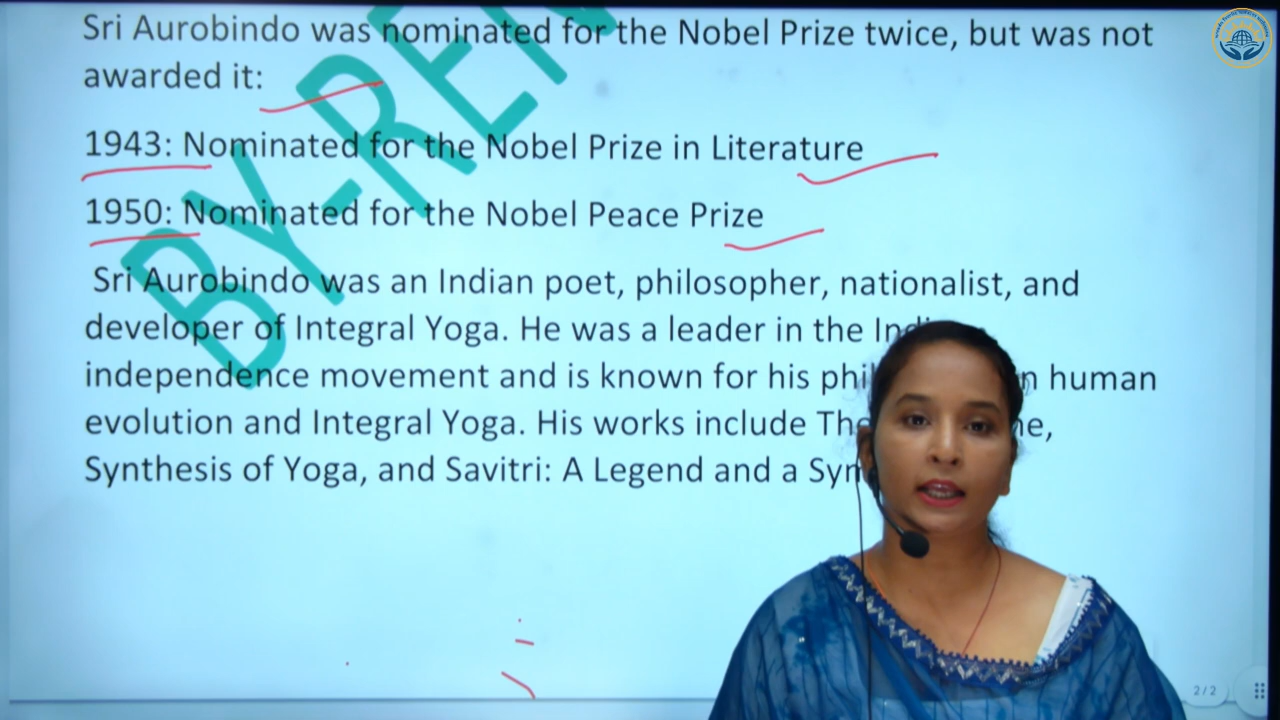 Sri Aurobindo was nominated for the Nobel Prize twice, but was not
awarded it:
1943: Nominated for the Nobel Prize in Literature
1950: Nominated for the Nobel Peace Prize
Sri Aurobindo was an Indian poet, philosopher, nationalist, and
developer of Integral Yoga. He was a leader in the
independence movement and is known for his human
evolution and Integral Yoga. His works include
Synthesis of Yoga, and Savitri: A Legend and a
BY-REN
2/2